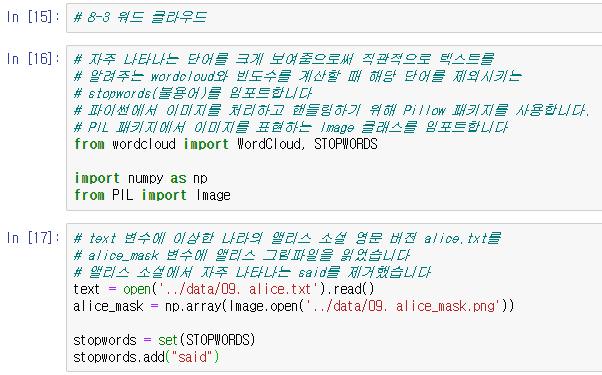 In [15]: # 8-3 워드 클라우드
In [16]: # 자주 나타나는 단어를 크게 보여줌으로써 직관적으로 텍스트를
# 알려주는 wordcloud와 빈도수를 계산할 때 해당 단어를 제외시키는
# stopwords(불용어)를 임포트합니다
# 파이썬에서 이미지를 처리하고 핸들링하기 위해 Pillow 패키지를 사용합니다.
# PIL 패키지에서 이미지를 표현하는 Image 클래스를 임포트합니다
from wordcloud import WordCloud, STOPWORDS
import numpy as np
from PIL import Image
In [17]: # text 변수에 이상한 나라의 앨리스 소설 영문 버전 alice.txt를
# alice_mask 변수에 앨리스 그림파일을 읽었습니다
# 앨리스 소설에서 자주 나타나는 said를 제거했습니다
text = open('../data/09. alice.txt').read()
alice_mask = np.array(Image.open('../data/09. alice_mask.png'))
stopwords = set(STOPWORDS)
stopwords.add("said")